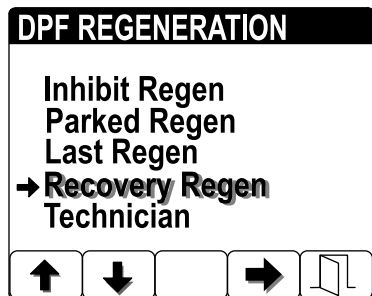 DPF REGENERATION
Inhibit Regen
Parked Regen
Last Regen
Recovery Regen
Technician